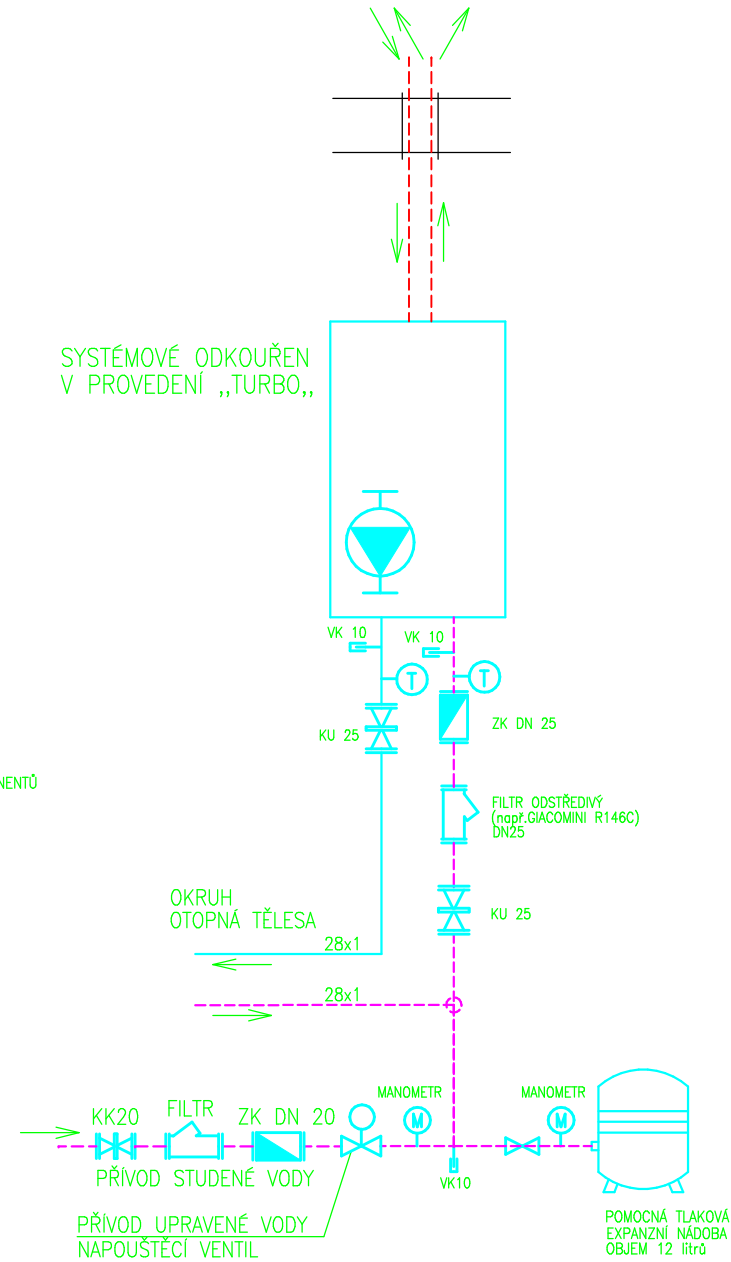 SYSTÉMOVÉ ODKOUŘEN
V PROVEDENÍ ,,TURBO,,
VK 10
VK 10
T
T
KU 25
ZK DN 25
NENTŮ
FILTR ODSTŘEDIVÝ
(např.GIACOMINI R146C)
DN25
OKRUH
OTOPNÁ TĚLESA
KU 25
28x1
28x1
MANOMETR
MANOMETR
KK20
FILTR
ZK DN 20
M
M
PŘÍVOD STUDENÉ VODY
VK10
PŘÍVOD UPRAVENÉ VODY
NAPOUŠTĚCÍ VENTIL
POMOCNÁ TLAKOVÁ
EXPANZNÍ NÁDOBA
OBJEM 12 litrů